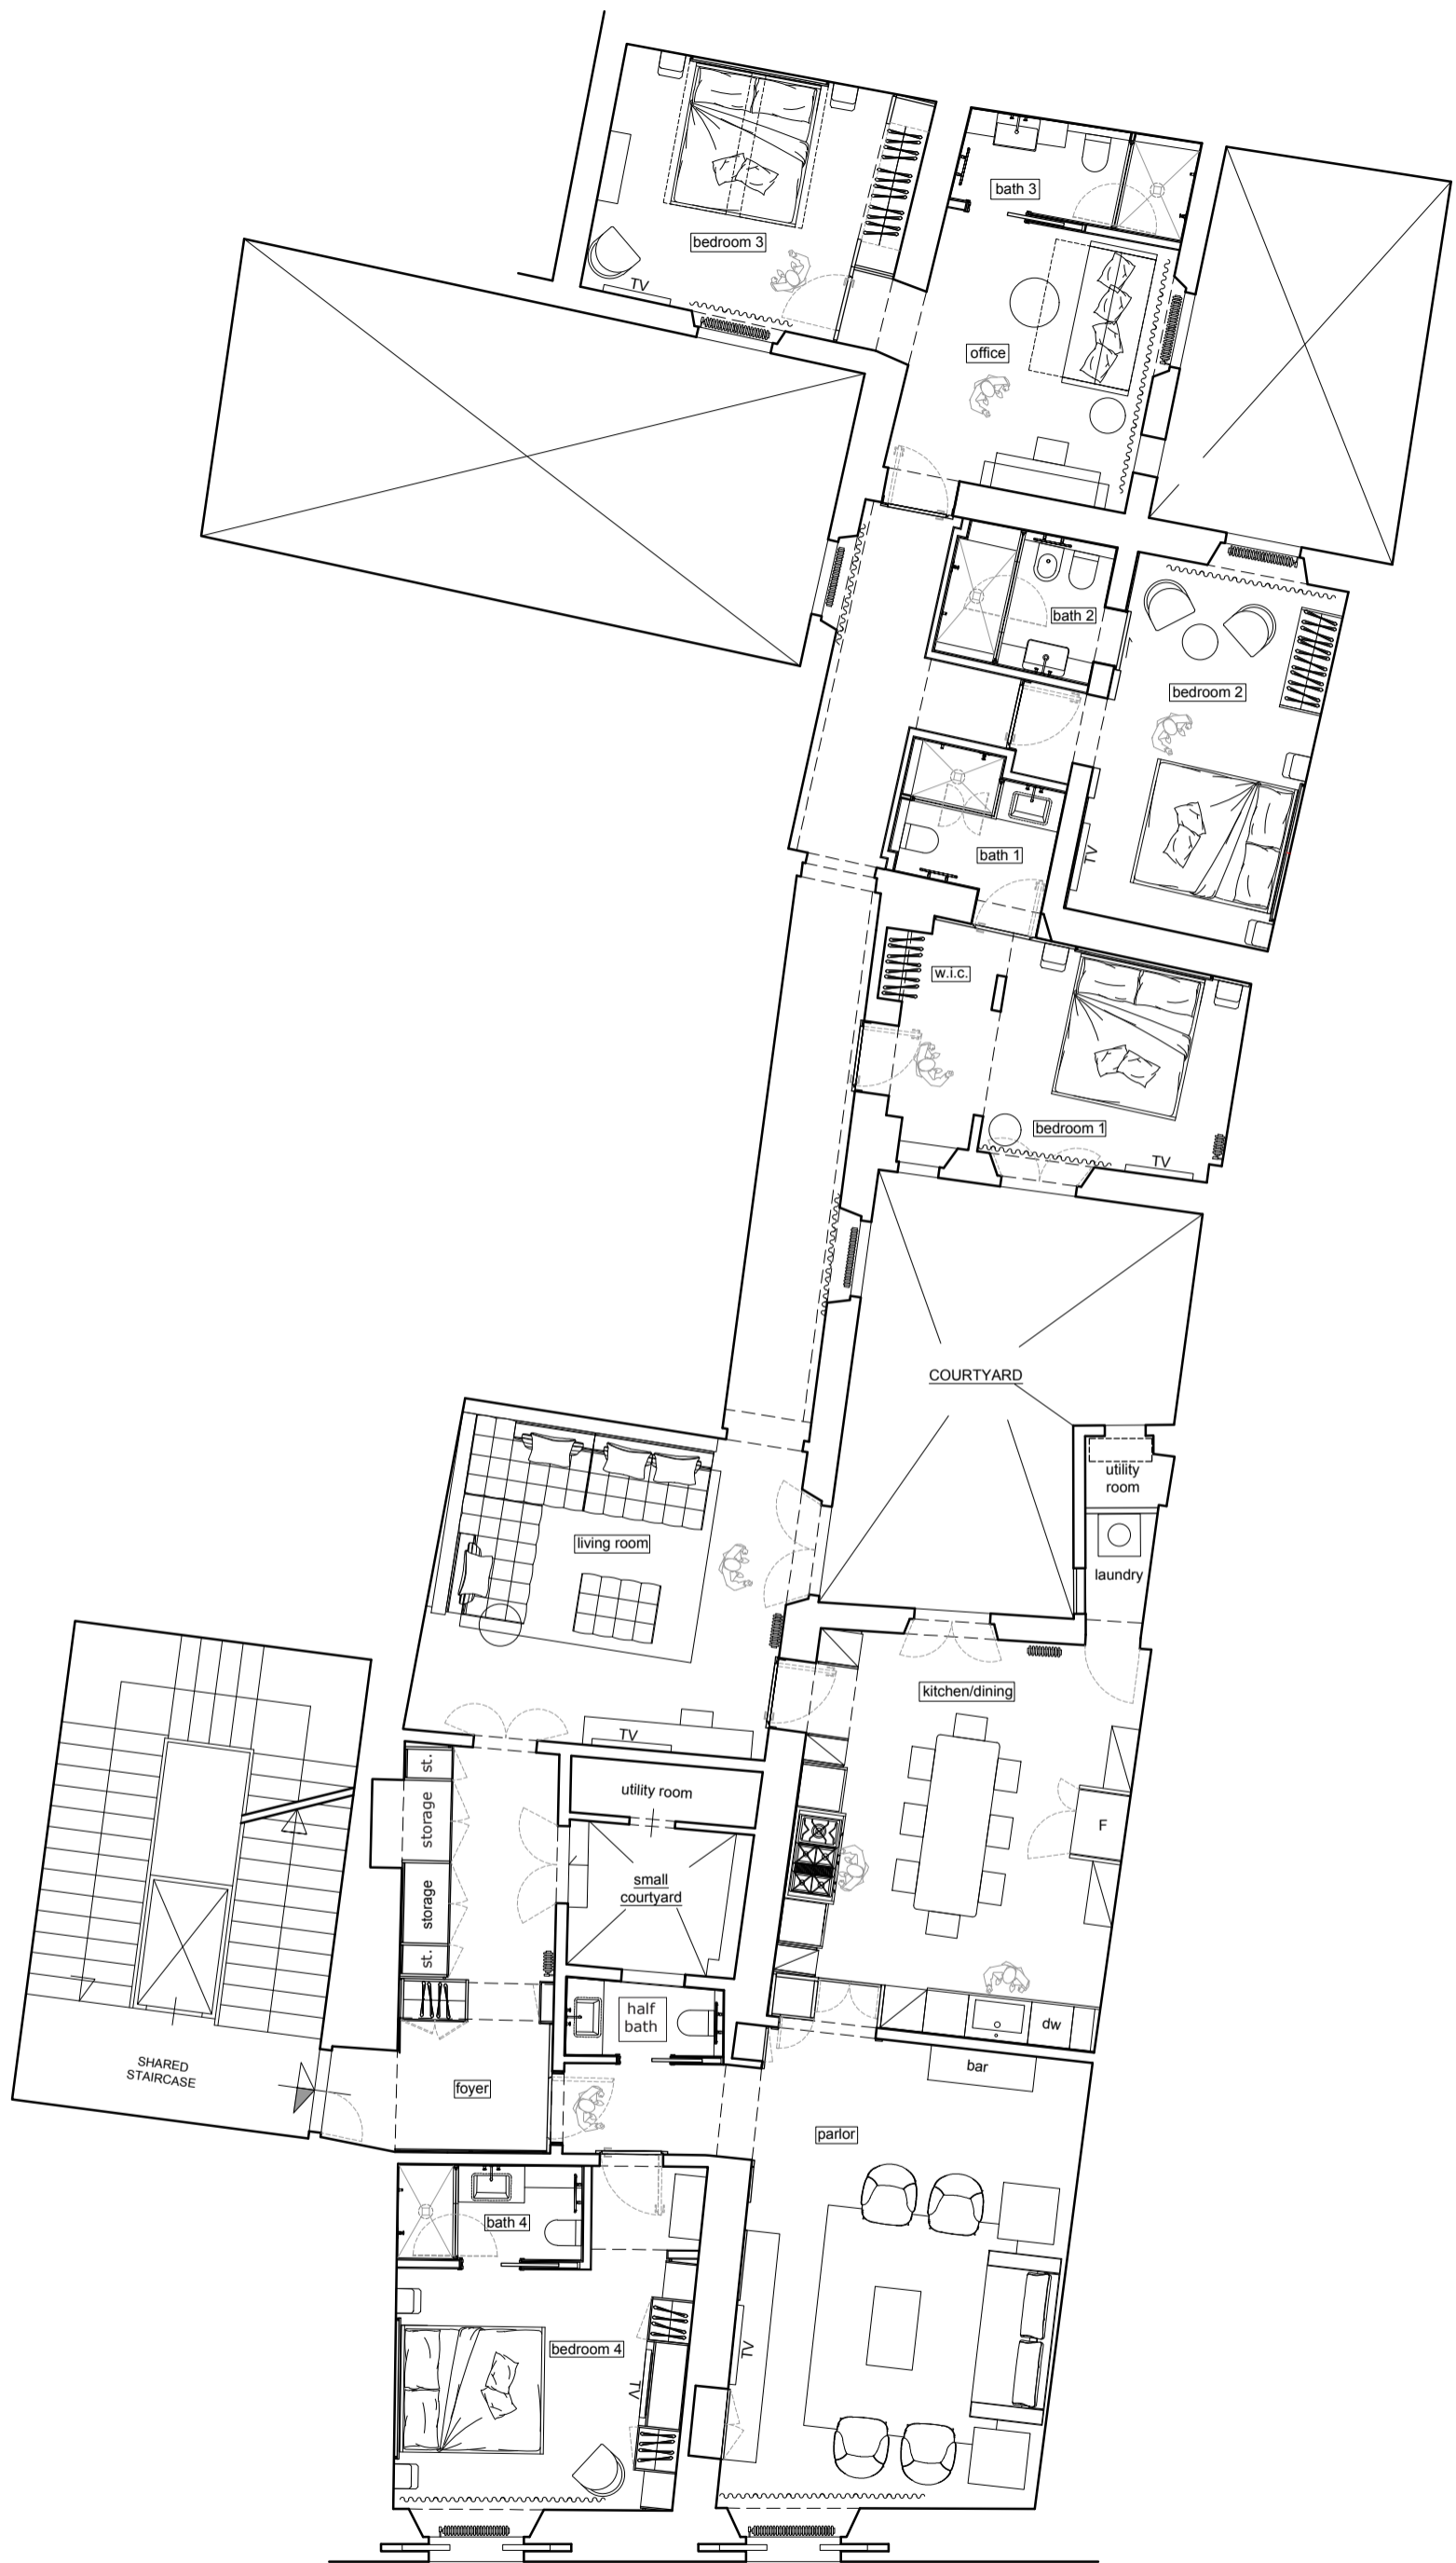 bath 3
bedroom 3
TV
office
bath 2
bedroom 2
bath 1
TV
w.i.c.
bedroom 1
TV
COURTYARD
utility
room
living room
laundry
kitchen/dining
TV
st.
utility room
storage
F
small
courtyard
storage
st.
half
bath
dw
SHARED
STAIRCASE
bar
foyer
parlor
bath 4
bedroom 4
TV
TV